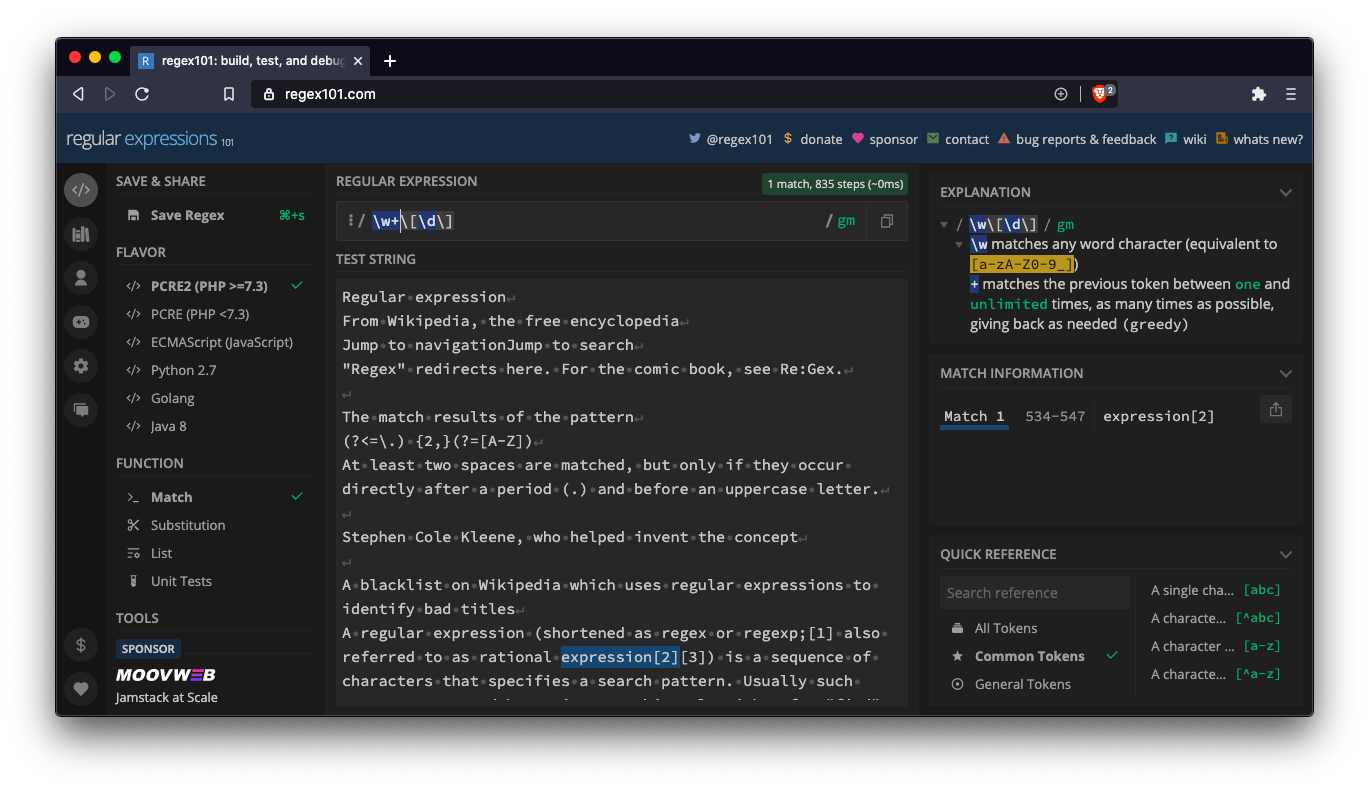 R regex101: build, test, and debug
regex101.com
2
regular expressions 101
@regex101
$ donate
sponsor
contact
bug reports & feedback
wiki
whats new?
SAVE & SHARE
Save Regex ⌘+s
FLAVOR
</> PCRE2 (PHP >=7.3)
</> PCRE (PHP <7.3)
</> ECMAScript (JavaScript)
</> Python 2.7
</> Golang
</> Java 8
FUNCTION
Match
Substitution
List
Unit Tests
TOOLS
SPONSOR
MOOVWEB
Jamstack at Scale
REGULAR EXPRESSION
1 match, 835 steps (~0ms)
/ \w+\[\d\] / gm
TEST STRING
Regular expression
From Wikipedia, the free encyclopedia
Jump to navigationJump to search
"Regex" redirects here. For the comic book, see Re:Gex.
The match results of the pattern
(?<=\.) {2,}(?=[A-Z])
At least two spaces are matched, but only if they occur
directly after a period (.) and before an uppercase letter.
Stephen Cole Kleene, who helped invent the concept
A blacklist on Wikipedia which uses regular expressions to
identify bad titles
A regular expression (shortened as regex or regexp;[1] also
referred to as rational expression[2][3]) is a sequence of
characters that specifies a search pattern. Usually such
EXPLANATION
/ \w\[\d\] / gm
\w matches any word character (equivalent to
[a-zA-Z0-9_])
+ matches the previous token between one and
unlimited times, as many times as possible,
giving back as needed (greedy)
MATCH INFORMATION
Match 1 534-547 expression[2]
QUICK REFERENCE
Search reference
All Tokens
Common Tokens
General Tokens
A single cha... [abc]
A characte... [^abc]
A character ... [a-z]
A characte... [^a-z]